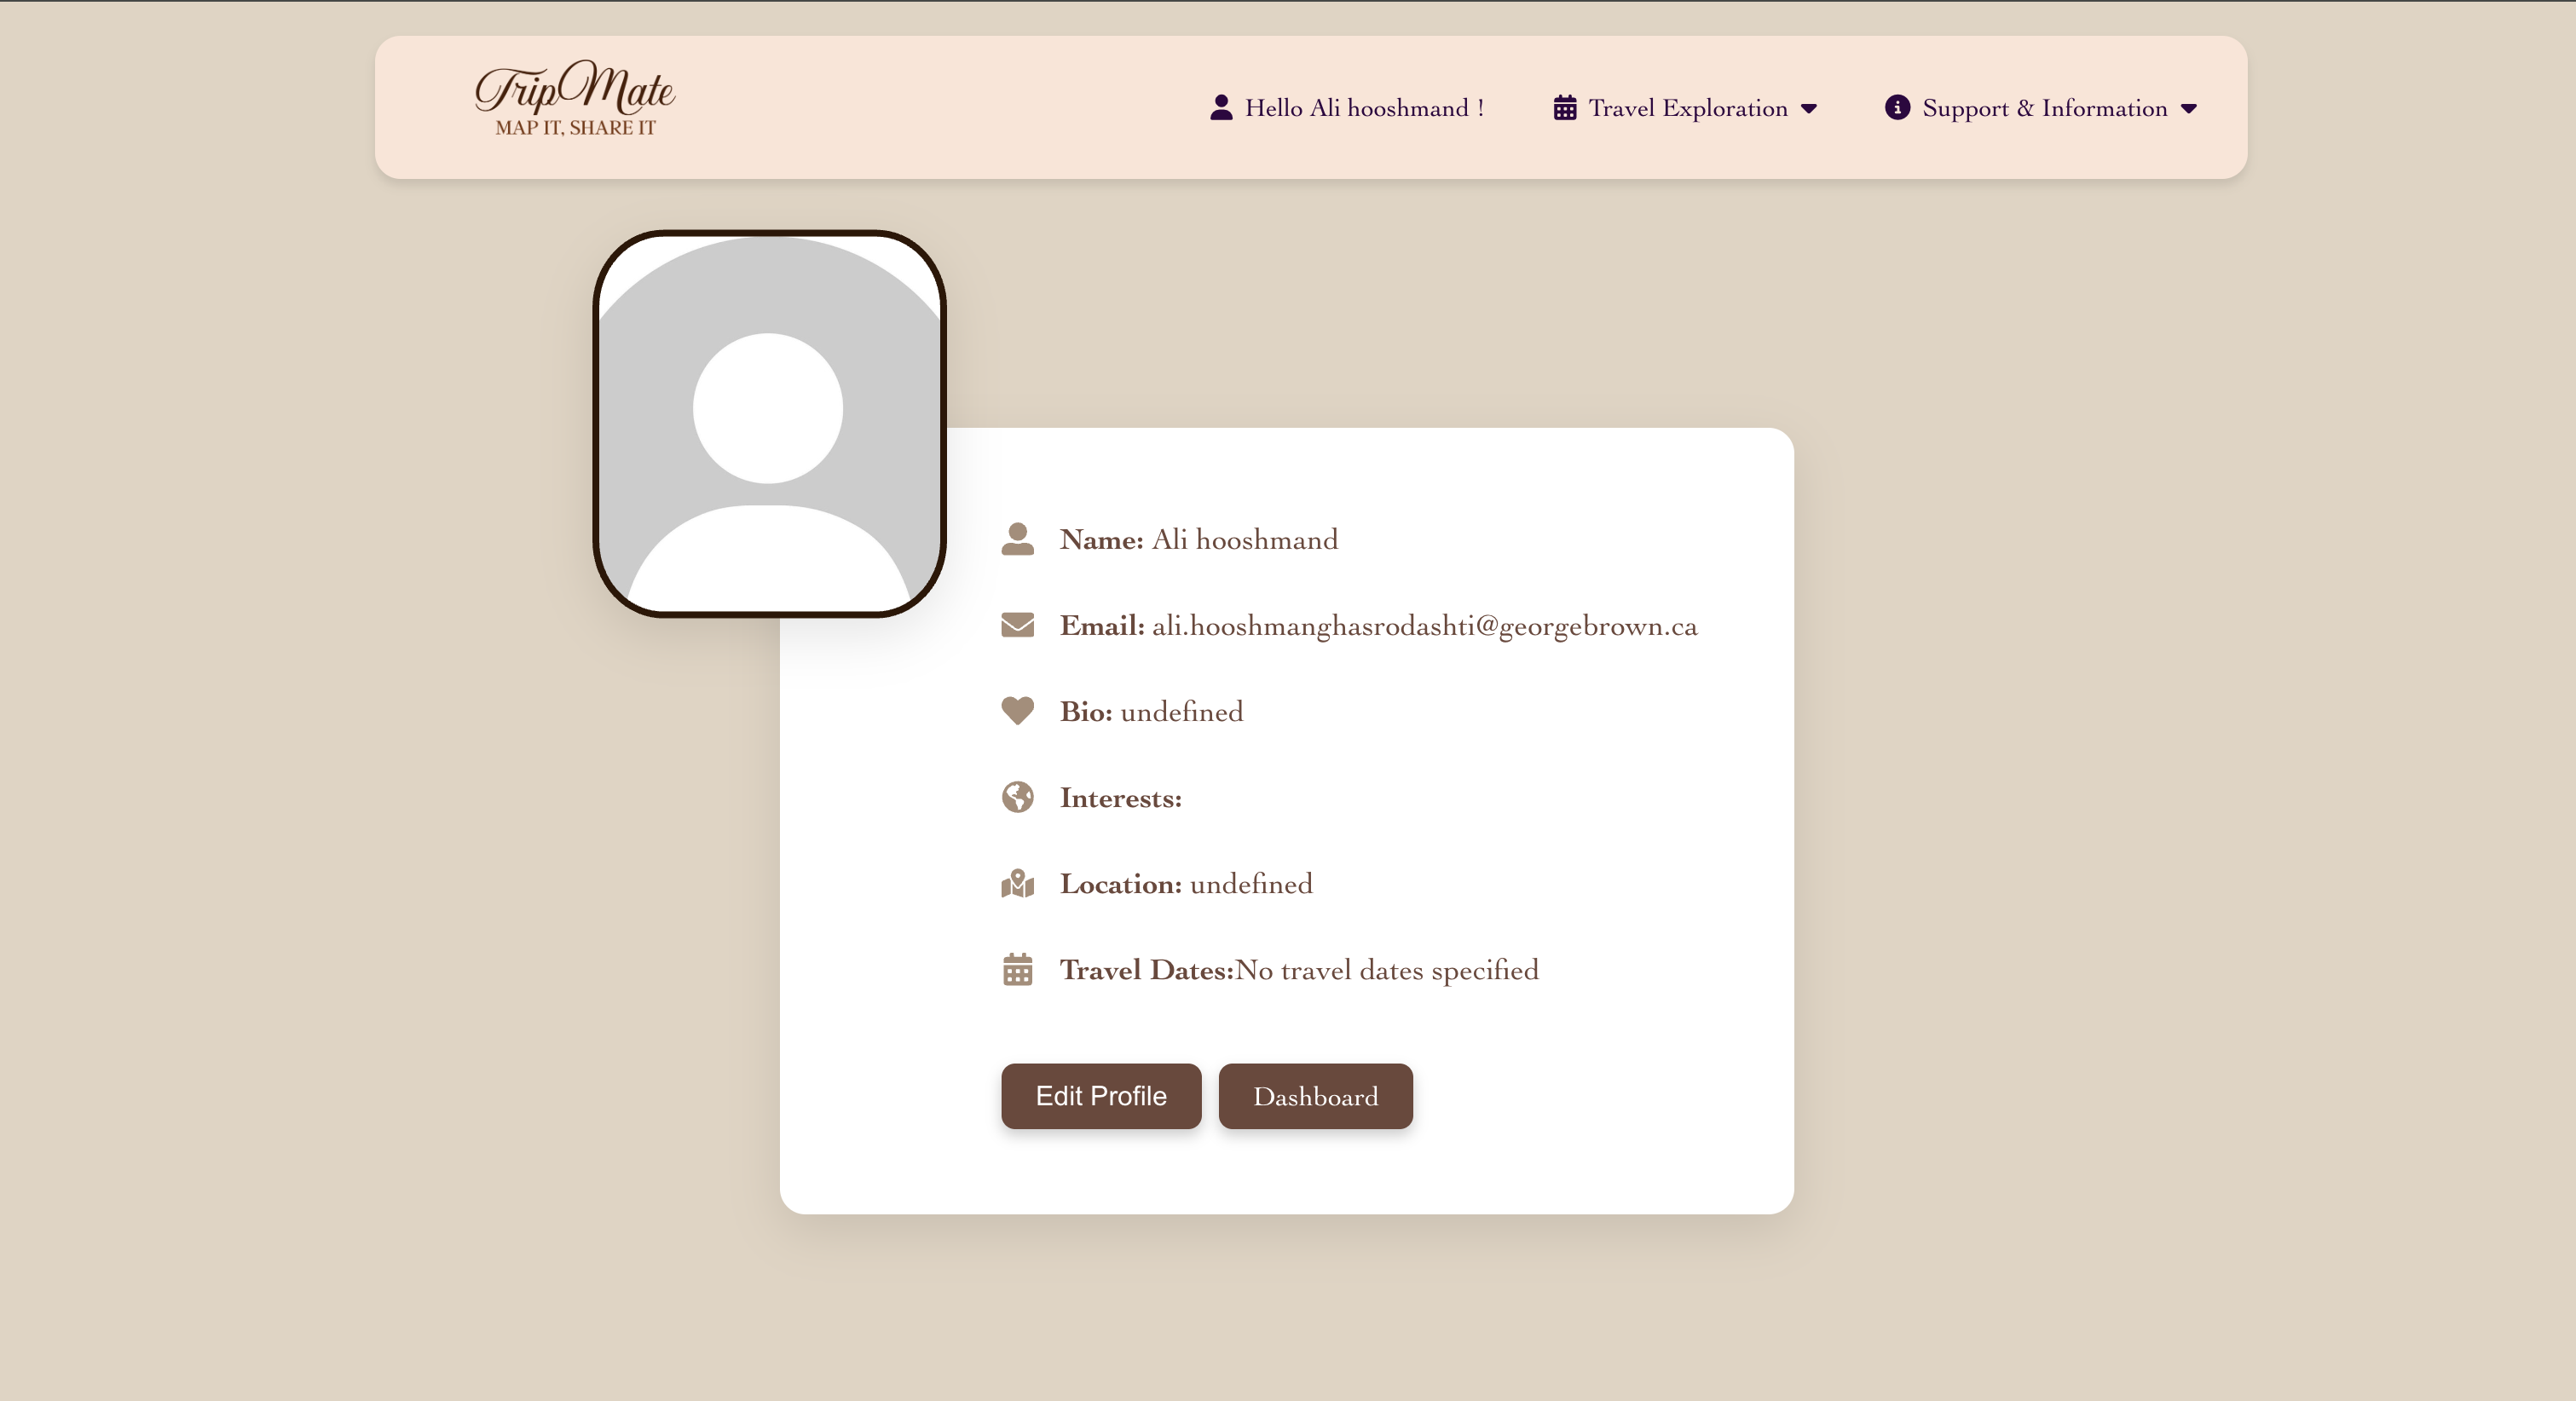 TripMate
MAP IT, SHARE IT
Hello Ali hooshmand !
Travel Exploration
Support & Information
Name: Ali hooshmand
Email: ali.hooshmanghasrodashti@georgebrown.ca
Bio: undefined
Interests:
Location: undefined
Travel Dates:No travel dates specified
Edit Profile
Dashboard